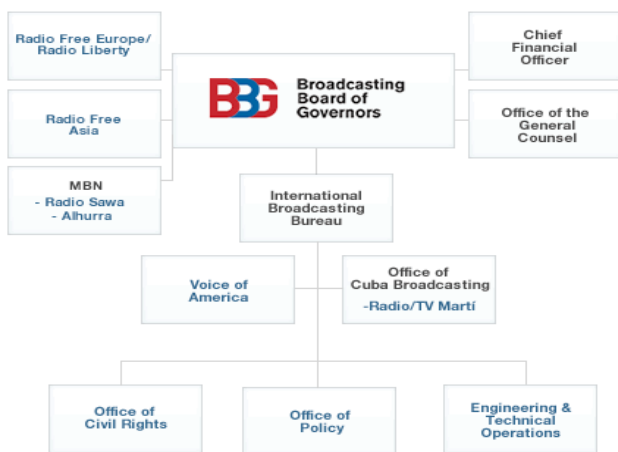 Radio Free Europe/
Radio Liberty
BBG
Broadcasting
Board of
Governors
Chief
Financial
Officer
Radio Free
Asia
Office of the
General
Counsel
MBN
- Radio Sawa
- Alhurra
International
Broadcasting
Bureau
Voice of
America
Office of
Cuba Broadcasting
-Radio/TV Martí
Office of
Civil Rights
Office of
Policy
Engineering &
Technical
Operations